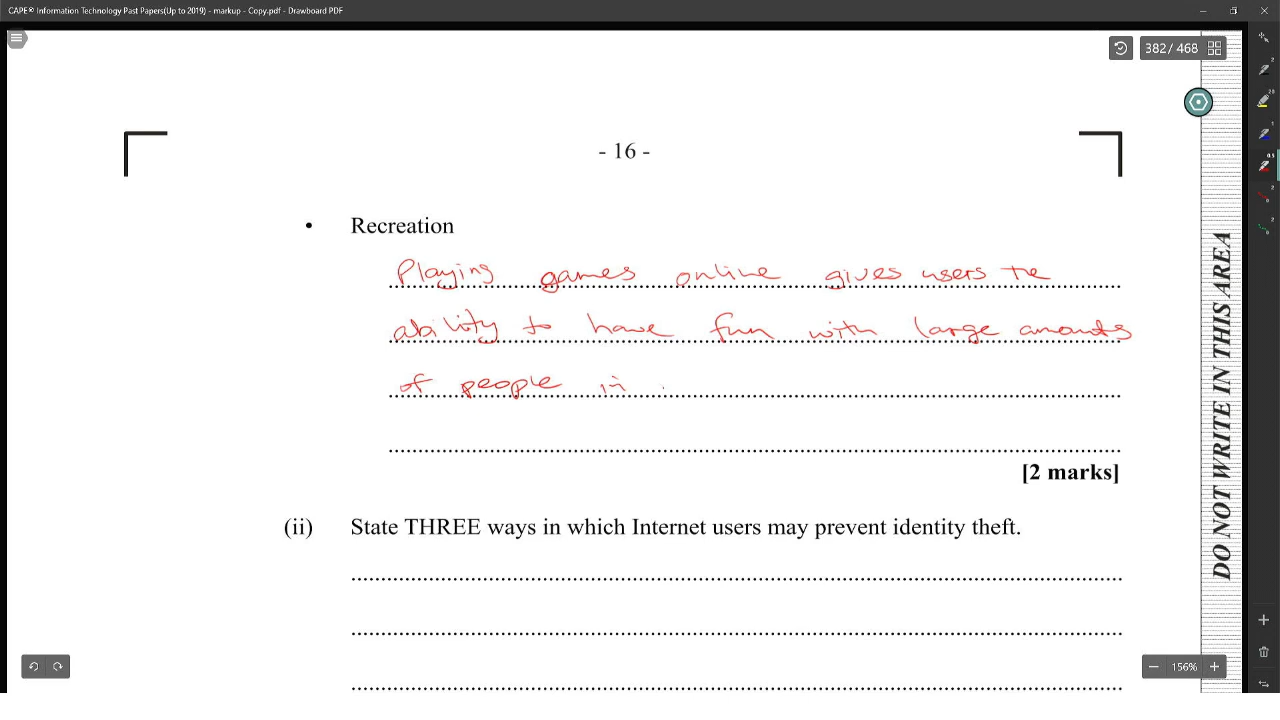 CAPE® Information Technology Past Papers(Up to 2019) - markup - Copy.pdf - Drawboard PDF
382 / 468
- 16 -
• Recreation
Playing games online gives users the
ability to have fun with large amounts
of people in
[2 marks]
(ii) State THREE ways in which Internet users may prevent identity theft.
DO NOT WRITE IN THIS AREA
156%